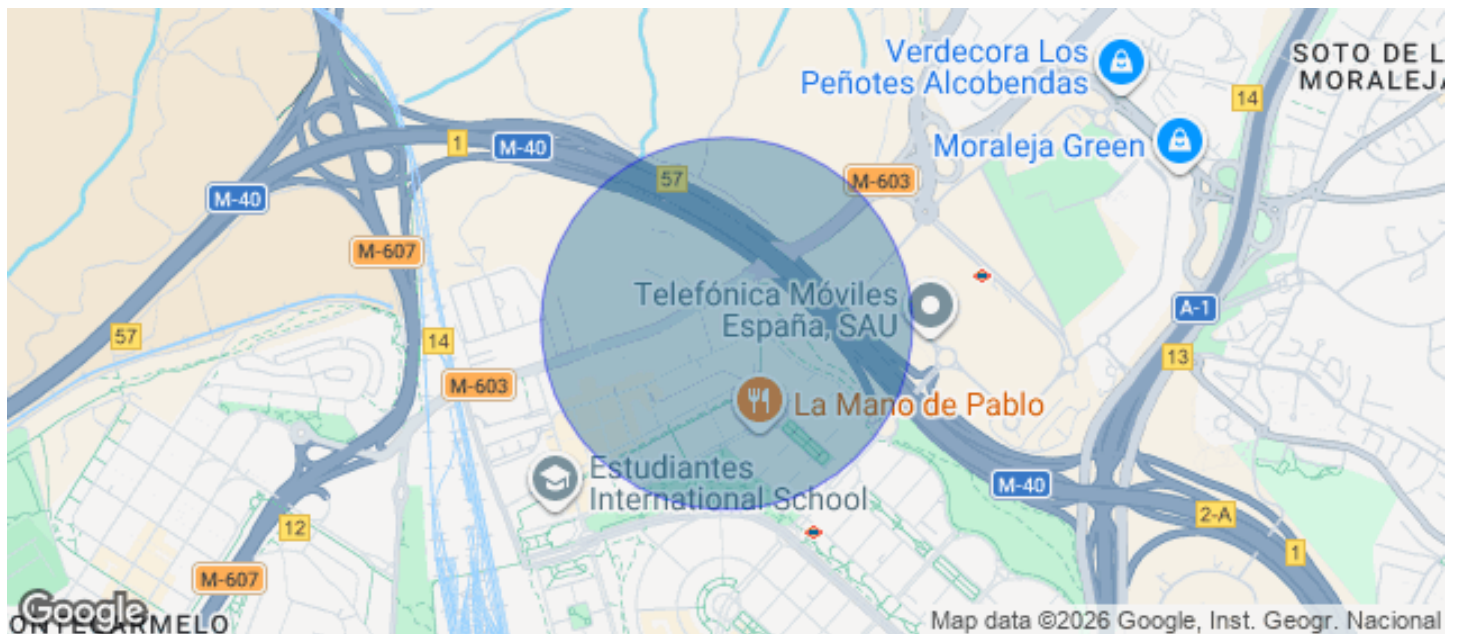 Verdecora Los
Peñotes Alcobendas
SOTO DE L
MORALEJA
14
1
M-40
Moraleja Green
57
M-603
M-40
M-607
Telefónica Móviles
España, SAU
A-1
57
14
13
M-603
La Mano de Pablo
Estudiantes
International School
M-40
2-A
12
1
M-607
Google
ONTECARMELO
Map data ©2026 Google, Inst. Geogr. Nacional